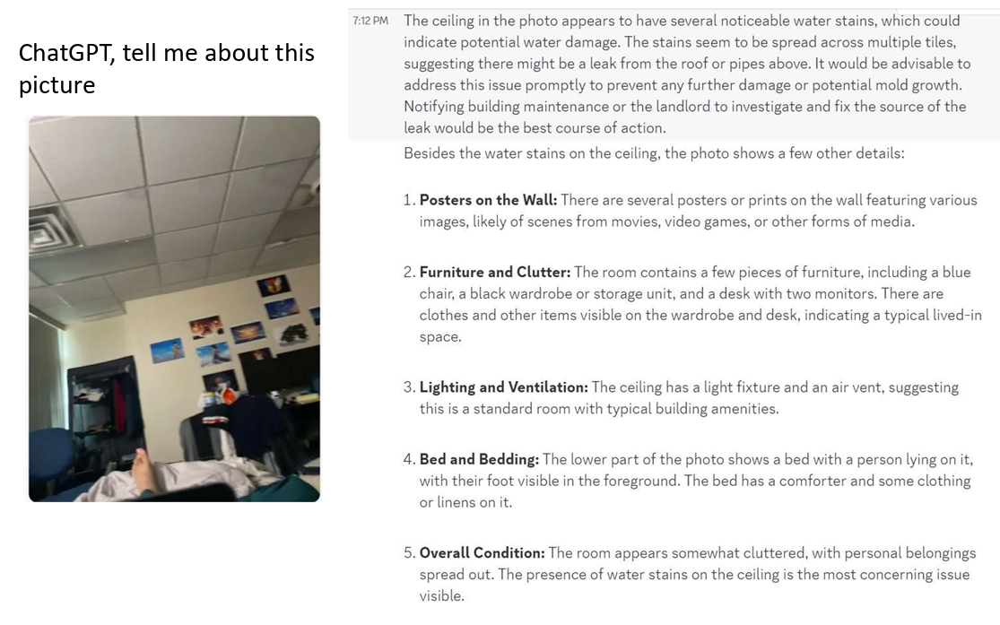 ChatGPT, tell me about this
picture
7:12 PM
The ceiling in the photo appears to have several noticeable water stains, which could
indicate potential water damage. The stains seem to be spread across multiple tiles,
suggesting there might be a leak from the roof or pipes above. It would be advisable to
address this issue promptly to prevent any further damage or potential mold growth.
Notifying building maintenance or the landlord to investigate and fix the source of the
leak would be the best course of action.
Besides the water stains on the ceiling, the photo shows a few other details:
1. Posters on the Wall: There are several posters or prints on the wall featuring various
images, likely of scenes from movies, video games, or other forms of media.
2. Furniture and Clutter: The room contains a few pieces of furniture, including a blue
chair, a black wardrobe or storage unit, and a desk with two monitors. There are
clothes and other items visible on the wardrobe and desk, indicating a typical lived-in
space.
3. Lighting and Ventilation: The ceiling has a light fixture and an air vent, suggesting
this is a standard room with typical building amenities.
4. Bed and Bedding: The lower part of the photo shows a bed with a person lying on it,
with their foot visible in the foreground. The bed has a comforter and some clothing
or linens on it.
5. Overall Condition: The room appears somewhat cluttered, with personal belongings
spread out. The presence of water stains on the ceiling is the most concerning issue
visible.